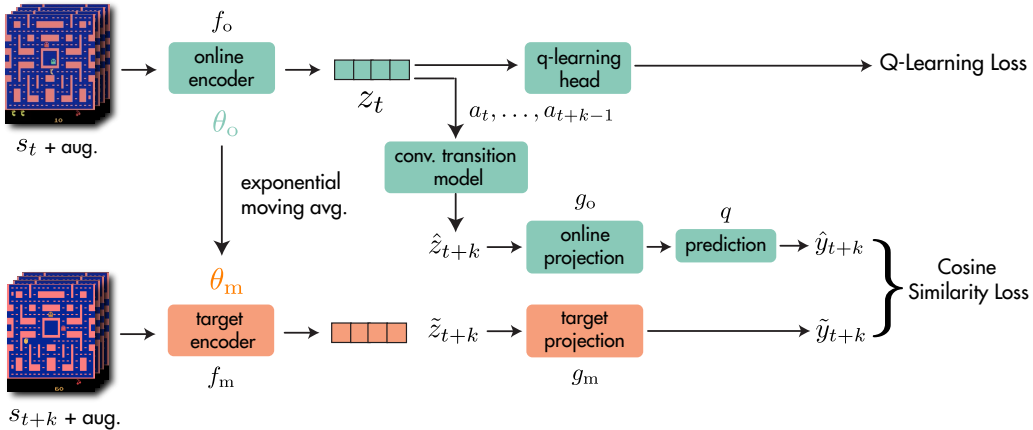 f_o
online
encoder
z_t
q-learning
head
Q-Learning Loss
10
s_t + aug.
θ_o
a_t, . . . , a_{t+k−1}
conv. transition
model
exponential
moving avg.
g_o
q
ẑ_{t+k}
online
projection
prediction
ŷ_{t+k}
Cosine
Similarity Loss
θ_m
target
encoder
z̃_{t+k}
target
projection
ỹ_{t+k}
f_m
g_m
60
s_{t+k} + aug.